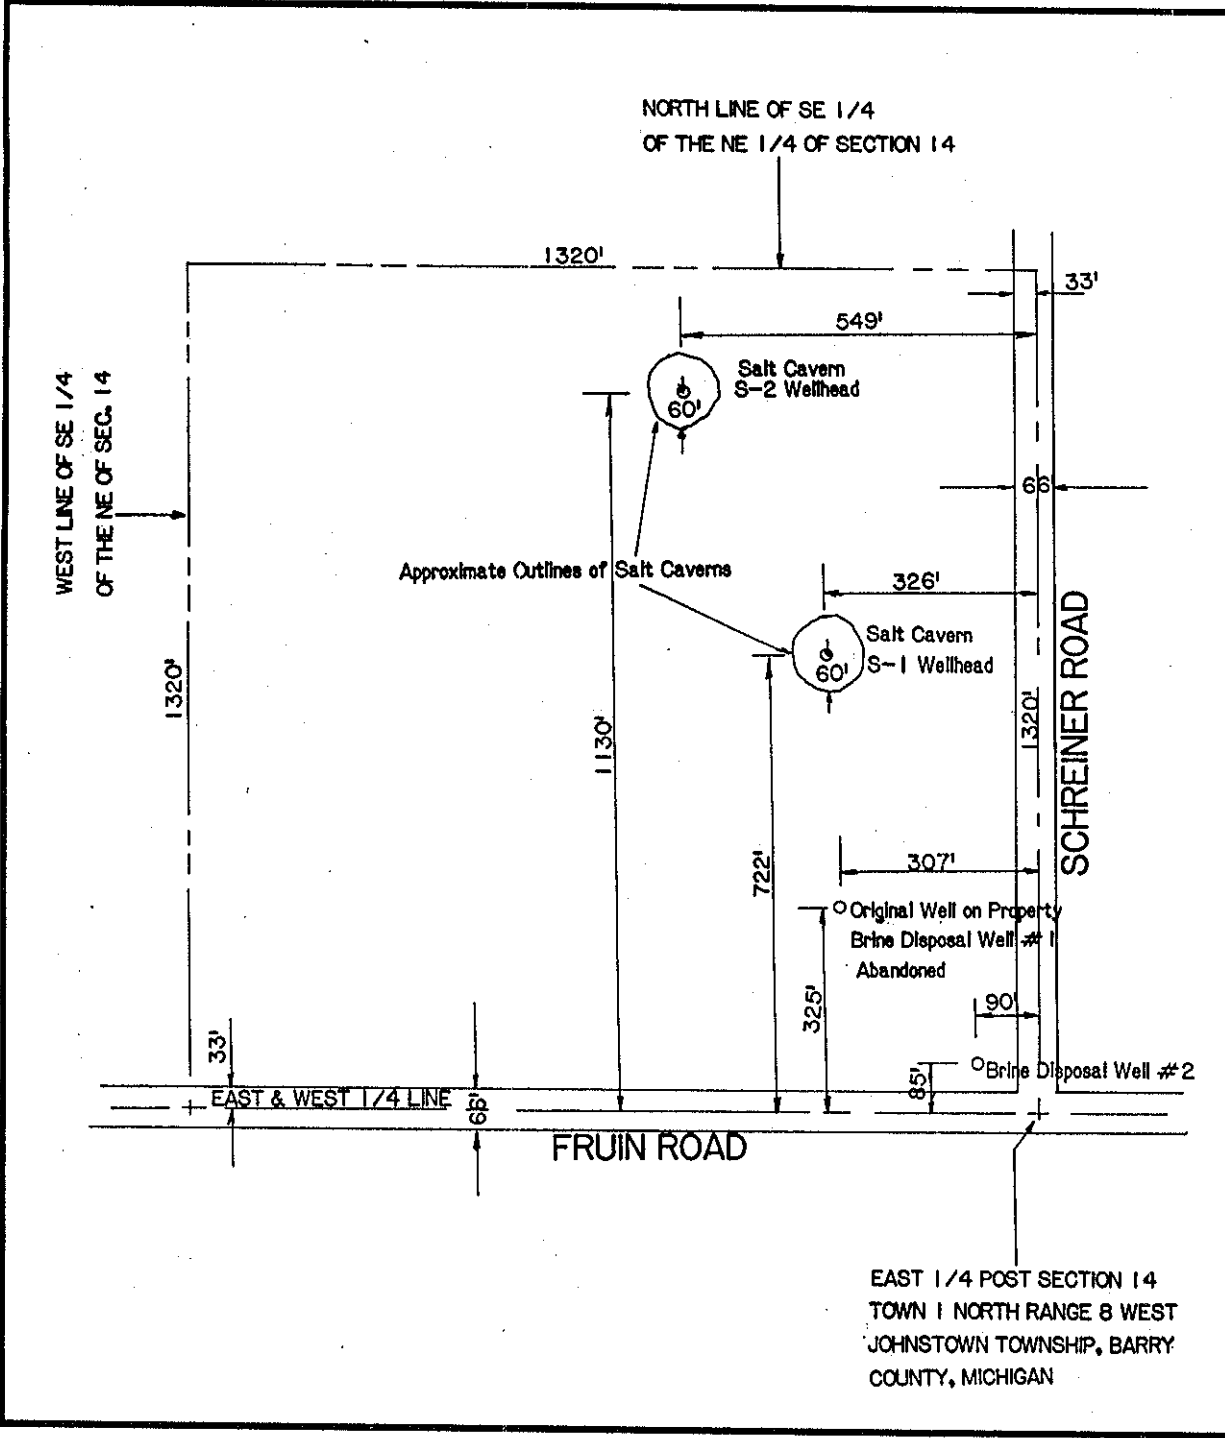 NORTH LINE OF SE 1/4
OF THE NE 1/4 OF SECTION 14
1320'
33'
549'
Salt Cavern
S-2 Wellhead
60'
WEST LINE OF SE 1/4
OF THE NE OF SEC. 14
66'
Approximate Outlines of Salt Caverns
326'
Salt Cavern
S-1 Wellhead
60'
1320'
1320'
SCHREINER ROAD
1130'
722'
307'
Original Well on Property
Brine Disposal Well # 1
Abandoned
325'
90'
33'
85'
Brine Disposal Well #2
EAST & WEST 1/4 LINE
66'
FRUIN ROAD
EAST 1/4 POST SECTION 14
TOWN 1 NORTH RANGE 8 WEST
JOHNSTOWN TOWNSHIP, BARRY
COUNTY, MICHIGAN